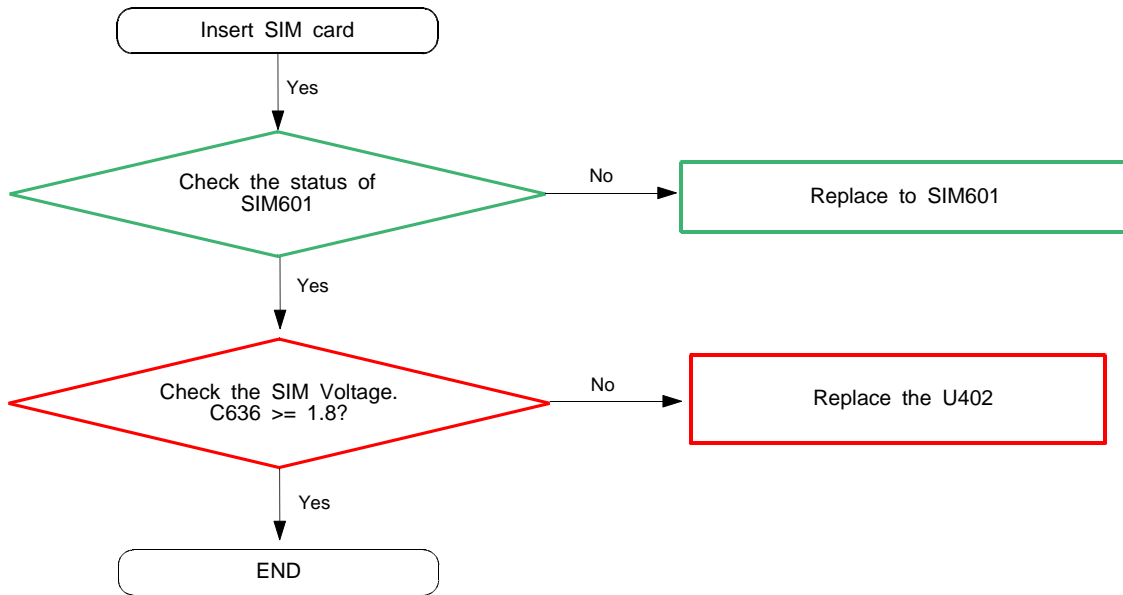 Insert SIM card
Yes
Check the status of
SIM601
No
Replace to SIM601
Yes
Check the SIM Voltage.
C636 >= 1.8?
No
Replace the U402
Yes
END